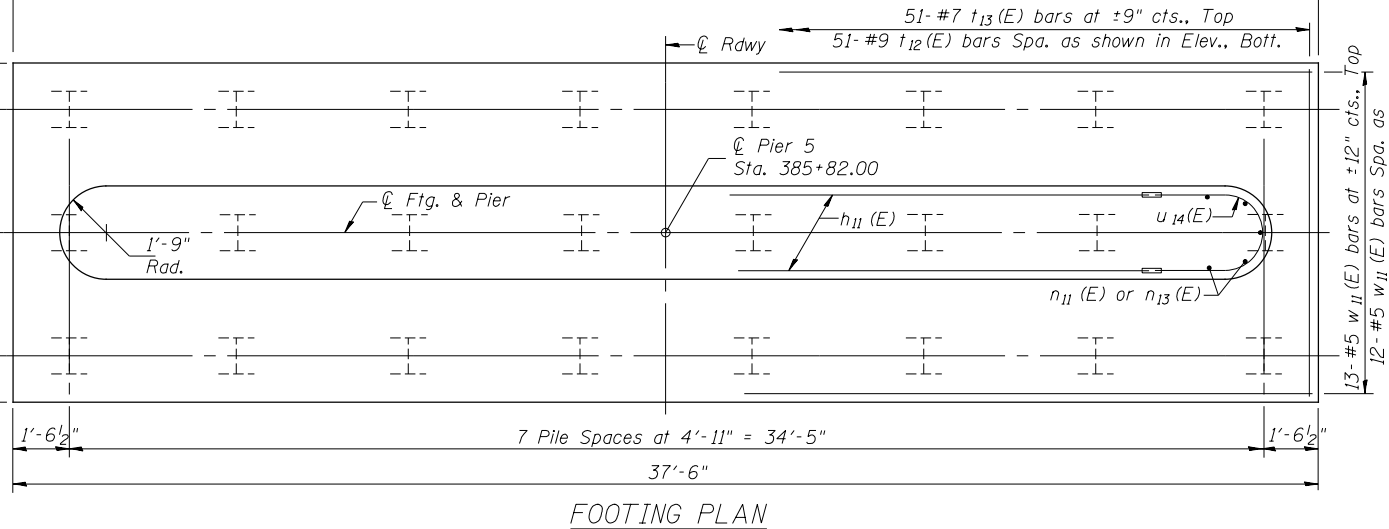 51- #7 t13(E) bars at ±9" cts., Top
51- #9 t12(E) bars Spa. as shown in Elev., Bott.
℄ Rdwy
℄ Pier 5
Sta. 385+82.00
℄ Ftg. & Pier
h11 (E)
u14(E)
1'-9"
Rad.
n11 (E) or n13(E)
13- #5 w11(E) bars at ±12" cts., Top
12- #5 w11 (E) bars Spa. as
1'-6½"
7 Pile Spaces at 4'-11" = 34'-5"
1'-6½"
37'-6"
FOOTING PLAN